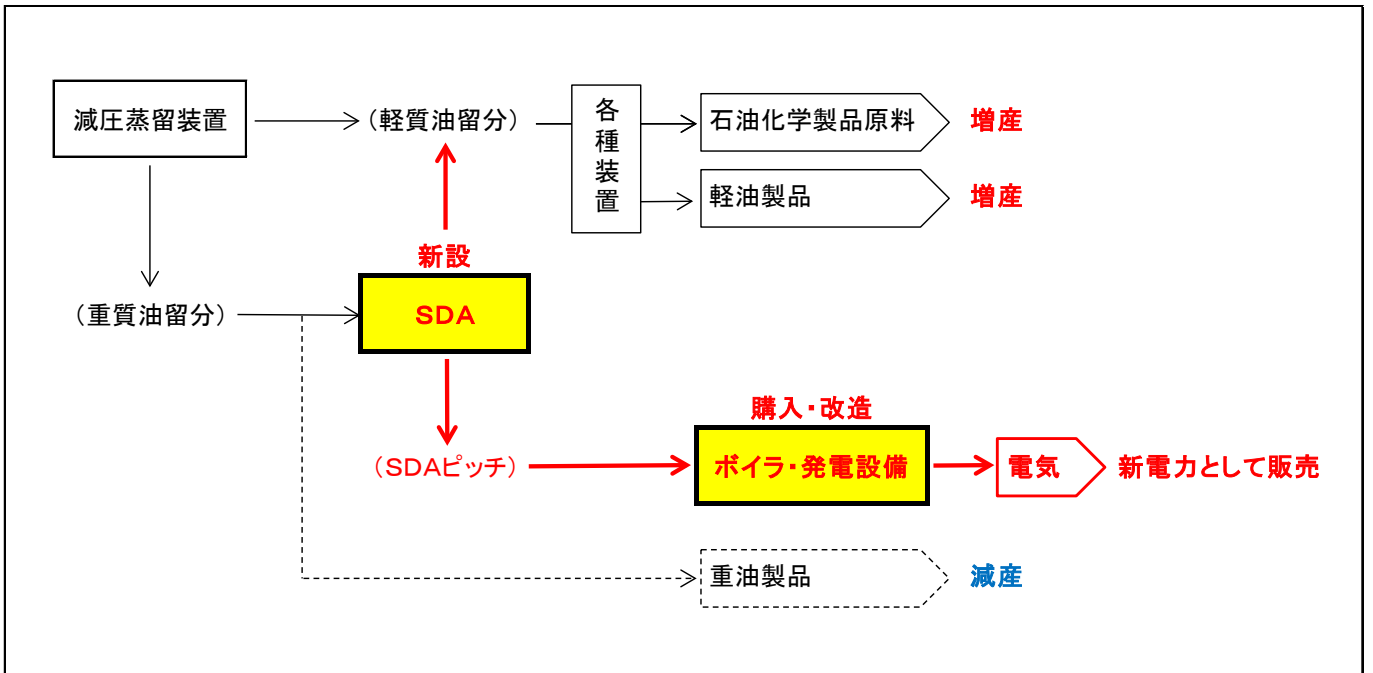 減圧蒸留装置
（軽質油留分）
各種装置
石油化学製品原料
増産
軽油製品
増産
新設
（重質油留分）
ＳＤＡ
購入・改造
（ＳＤＡピッチ）
ボイラ・発電設備
電気
新電力として販売
重油製品
減産